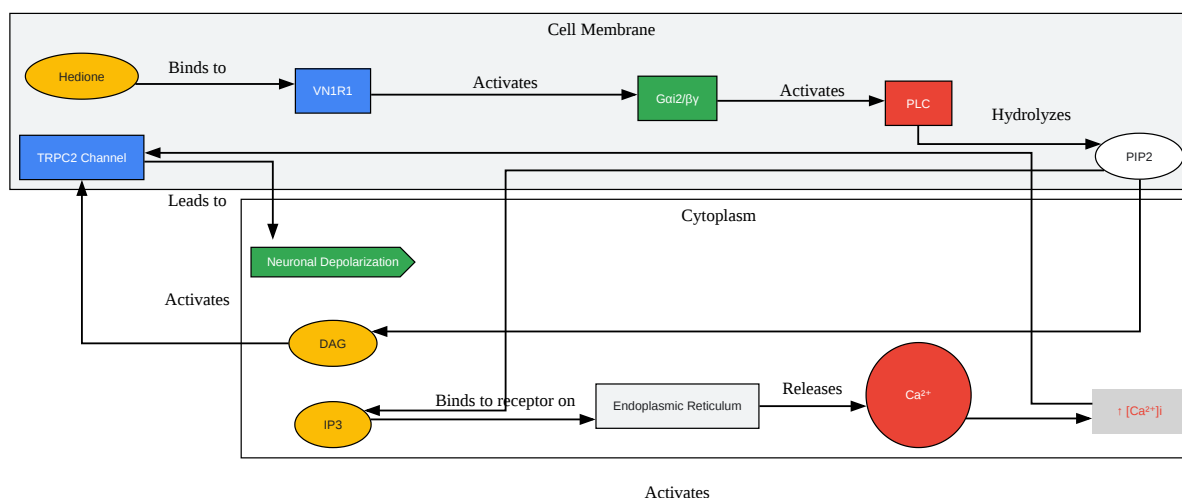 Cell Membrane
Hedione
Binds to
VN1R1
Activates
Gαi2/βγ
Activates
PLC
Hydrolyzes
PIP2
TRPC2 Channel
Leads to
Cytoplasm
Neuronal Depolarization
Activates
DAG
IP3
Binds to receptor on
Endoplasmic Reticulum
Releases
Ca²⁺
↑ [Ca²⁺]i
Activates